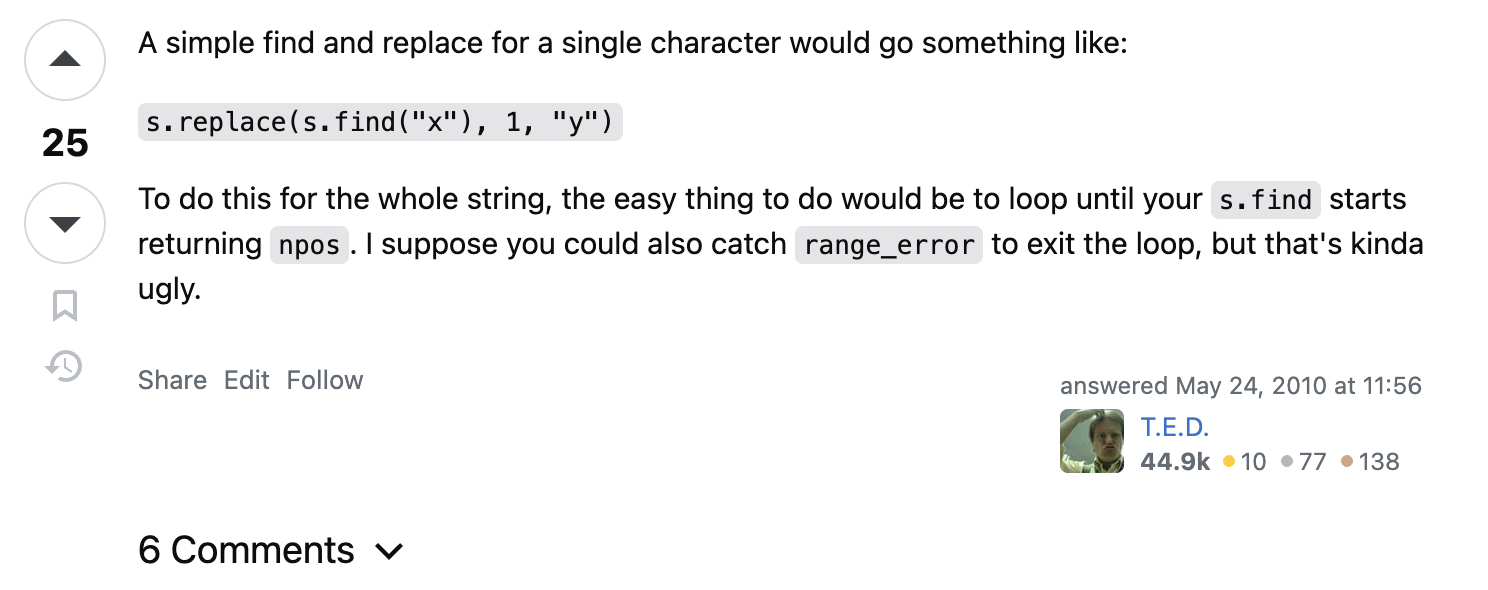 A simple find and replace for a single character would go something like:
s.replace(s.find("x"), 1, "y")
25
To do this for the whole string, the easy thing to do would be to loop until your s.find starts
returning npos. I suppose you could also catch range_error to exit the loop, but that's kinda
ugly.
Share Edit Follow
answered May 24, 2010 at 11:56
T.E.D.
44.9k 10 77 138
6 Comments